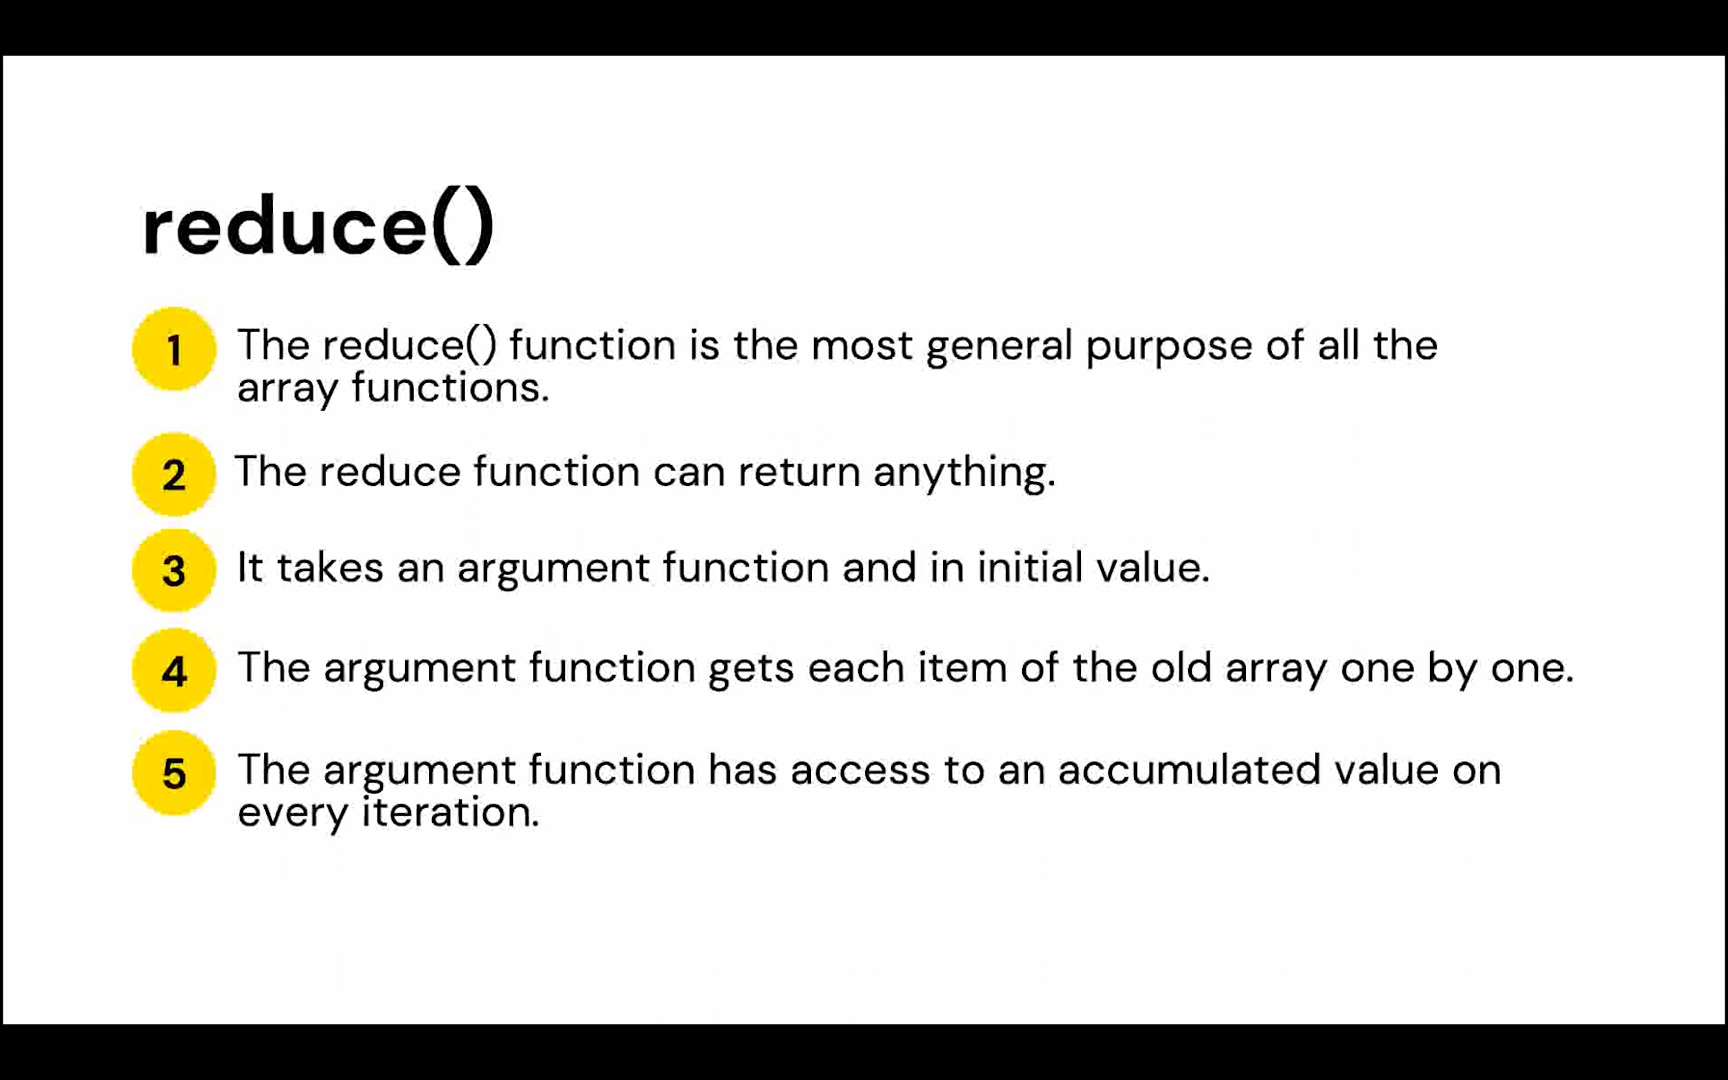 reduce()
1 The reduce() function is the most general purpose of all the
array functions.
2 The reduce function can return anything.
3 It takes an argument function and in initial value.
4 The argument function gets each item of the old array one by one.
5 The argument function has access to an accumulated value on
every iteration.